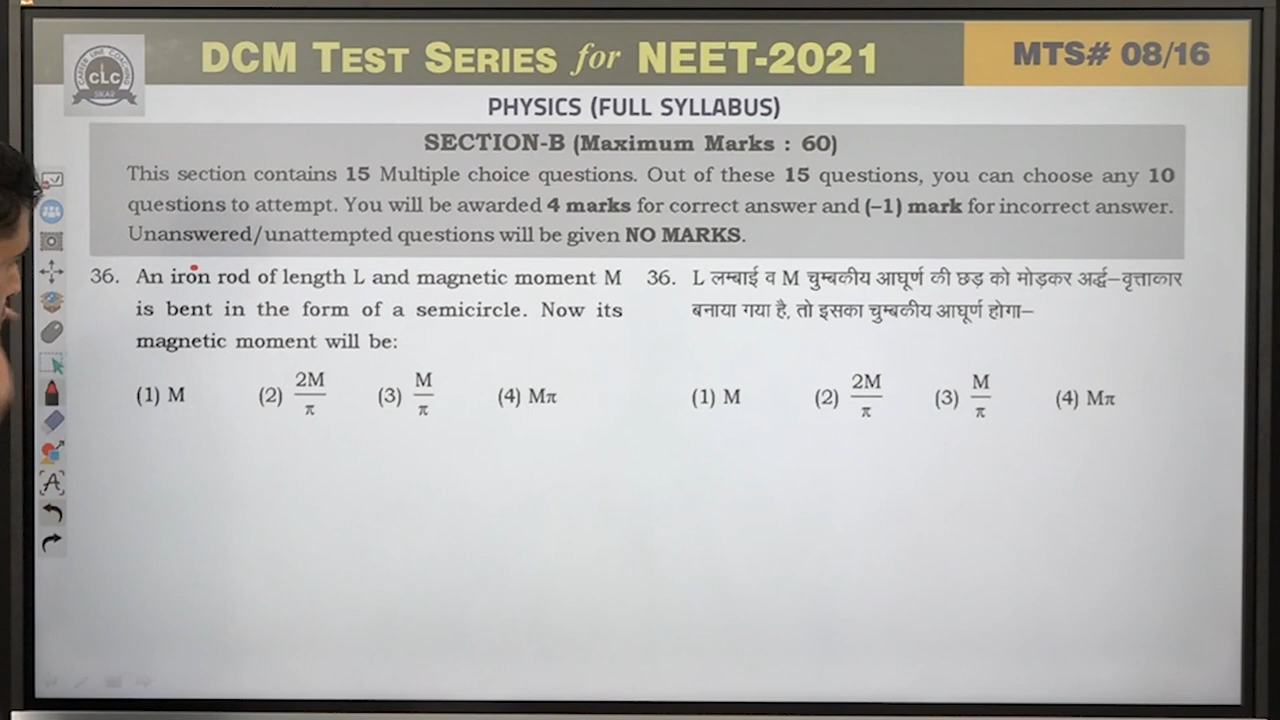 DCM TEST SERIES for NEET-2021
MTS# 08/16
CAREER LINE COACHING
CLC
SIKAR
PHYSICS (FULL SYLLABUS)
SECTION-B (Maximum Marks : 60)
This section contains 15 Multiple choice questions. Out of these 15 questions, you can choose any 10
questions to attempt. You will be awarded 4 marks for correct answer and (–1) mark for incorrect answer.
Unanswered/unattempted questions will be given NO MARKS.
36. An iron rod of length L and magnetic moment M
is bent in the form of a semicircle. Now its
magnetic moment will be:
(1) M (2) 2M/π (3) M/π (4) Mπ
36. L लम्बाई व M चुम्बकीय आघूर्ण की छड़ को मोड़कर अर्द्ध–वृत्ताकार
बनाया गया है, तो इसका चुम्बकीय आघूर्ण होगा–
(1) M (2) 2M/π (3) M/π (4) Mπ
A